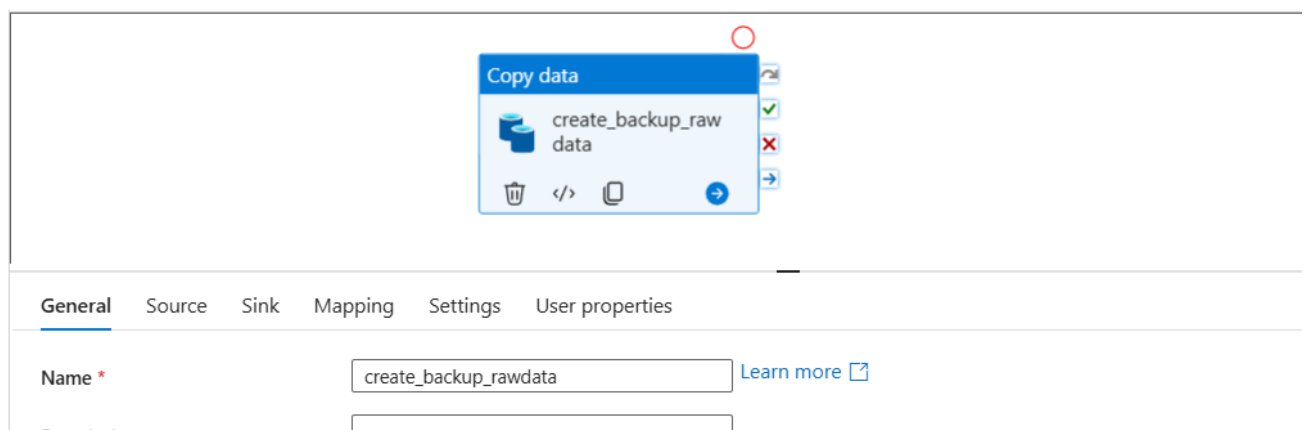 Copy data
create_backup_raw
data
General Source Sink Mapping Settings User properties
Name * create_backup_rawdata Learn more